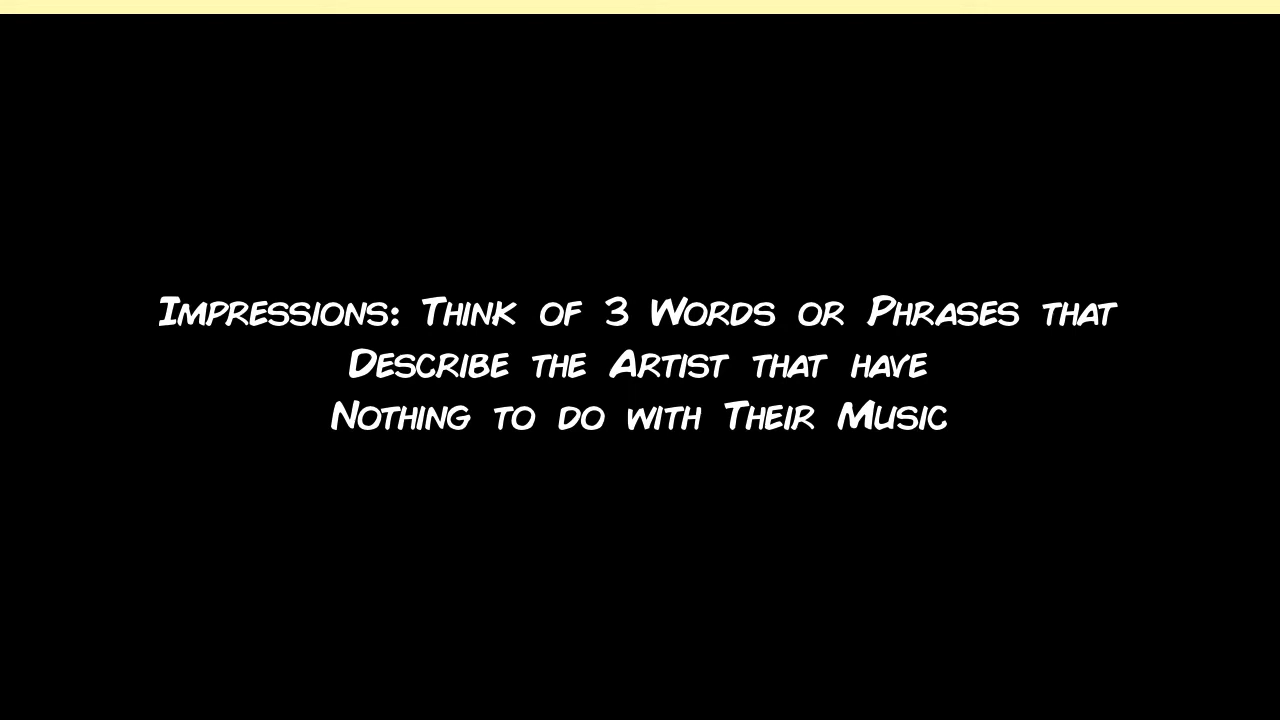 Impressions: Think of 3 Words or Phrases that
Describe the Artist that have
Nothing to do with Their Music